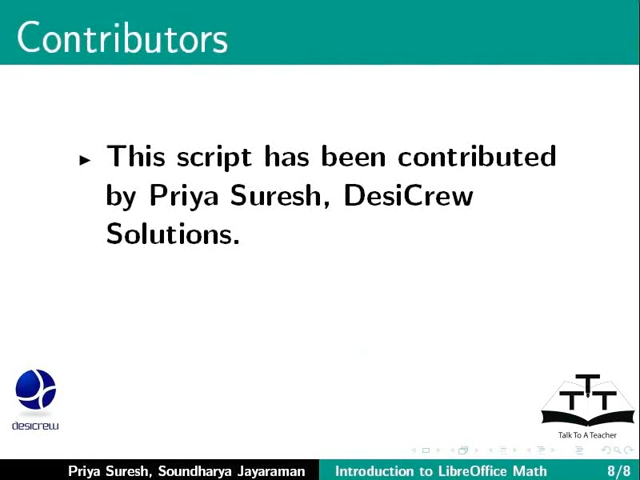 Contributors
This script has been contributed
by Priya Suresh, DesiCrew
Solutions.
desicrew
TTT
Talk To A Teacher
Priya Suresh, Soundharya Jayaraman
Introduction to LibreOffice Math
8/8